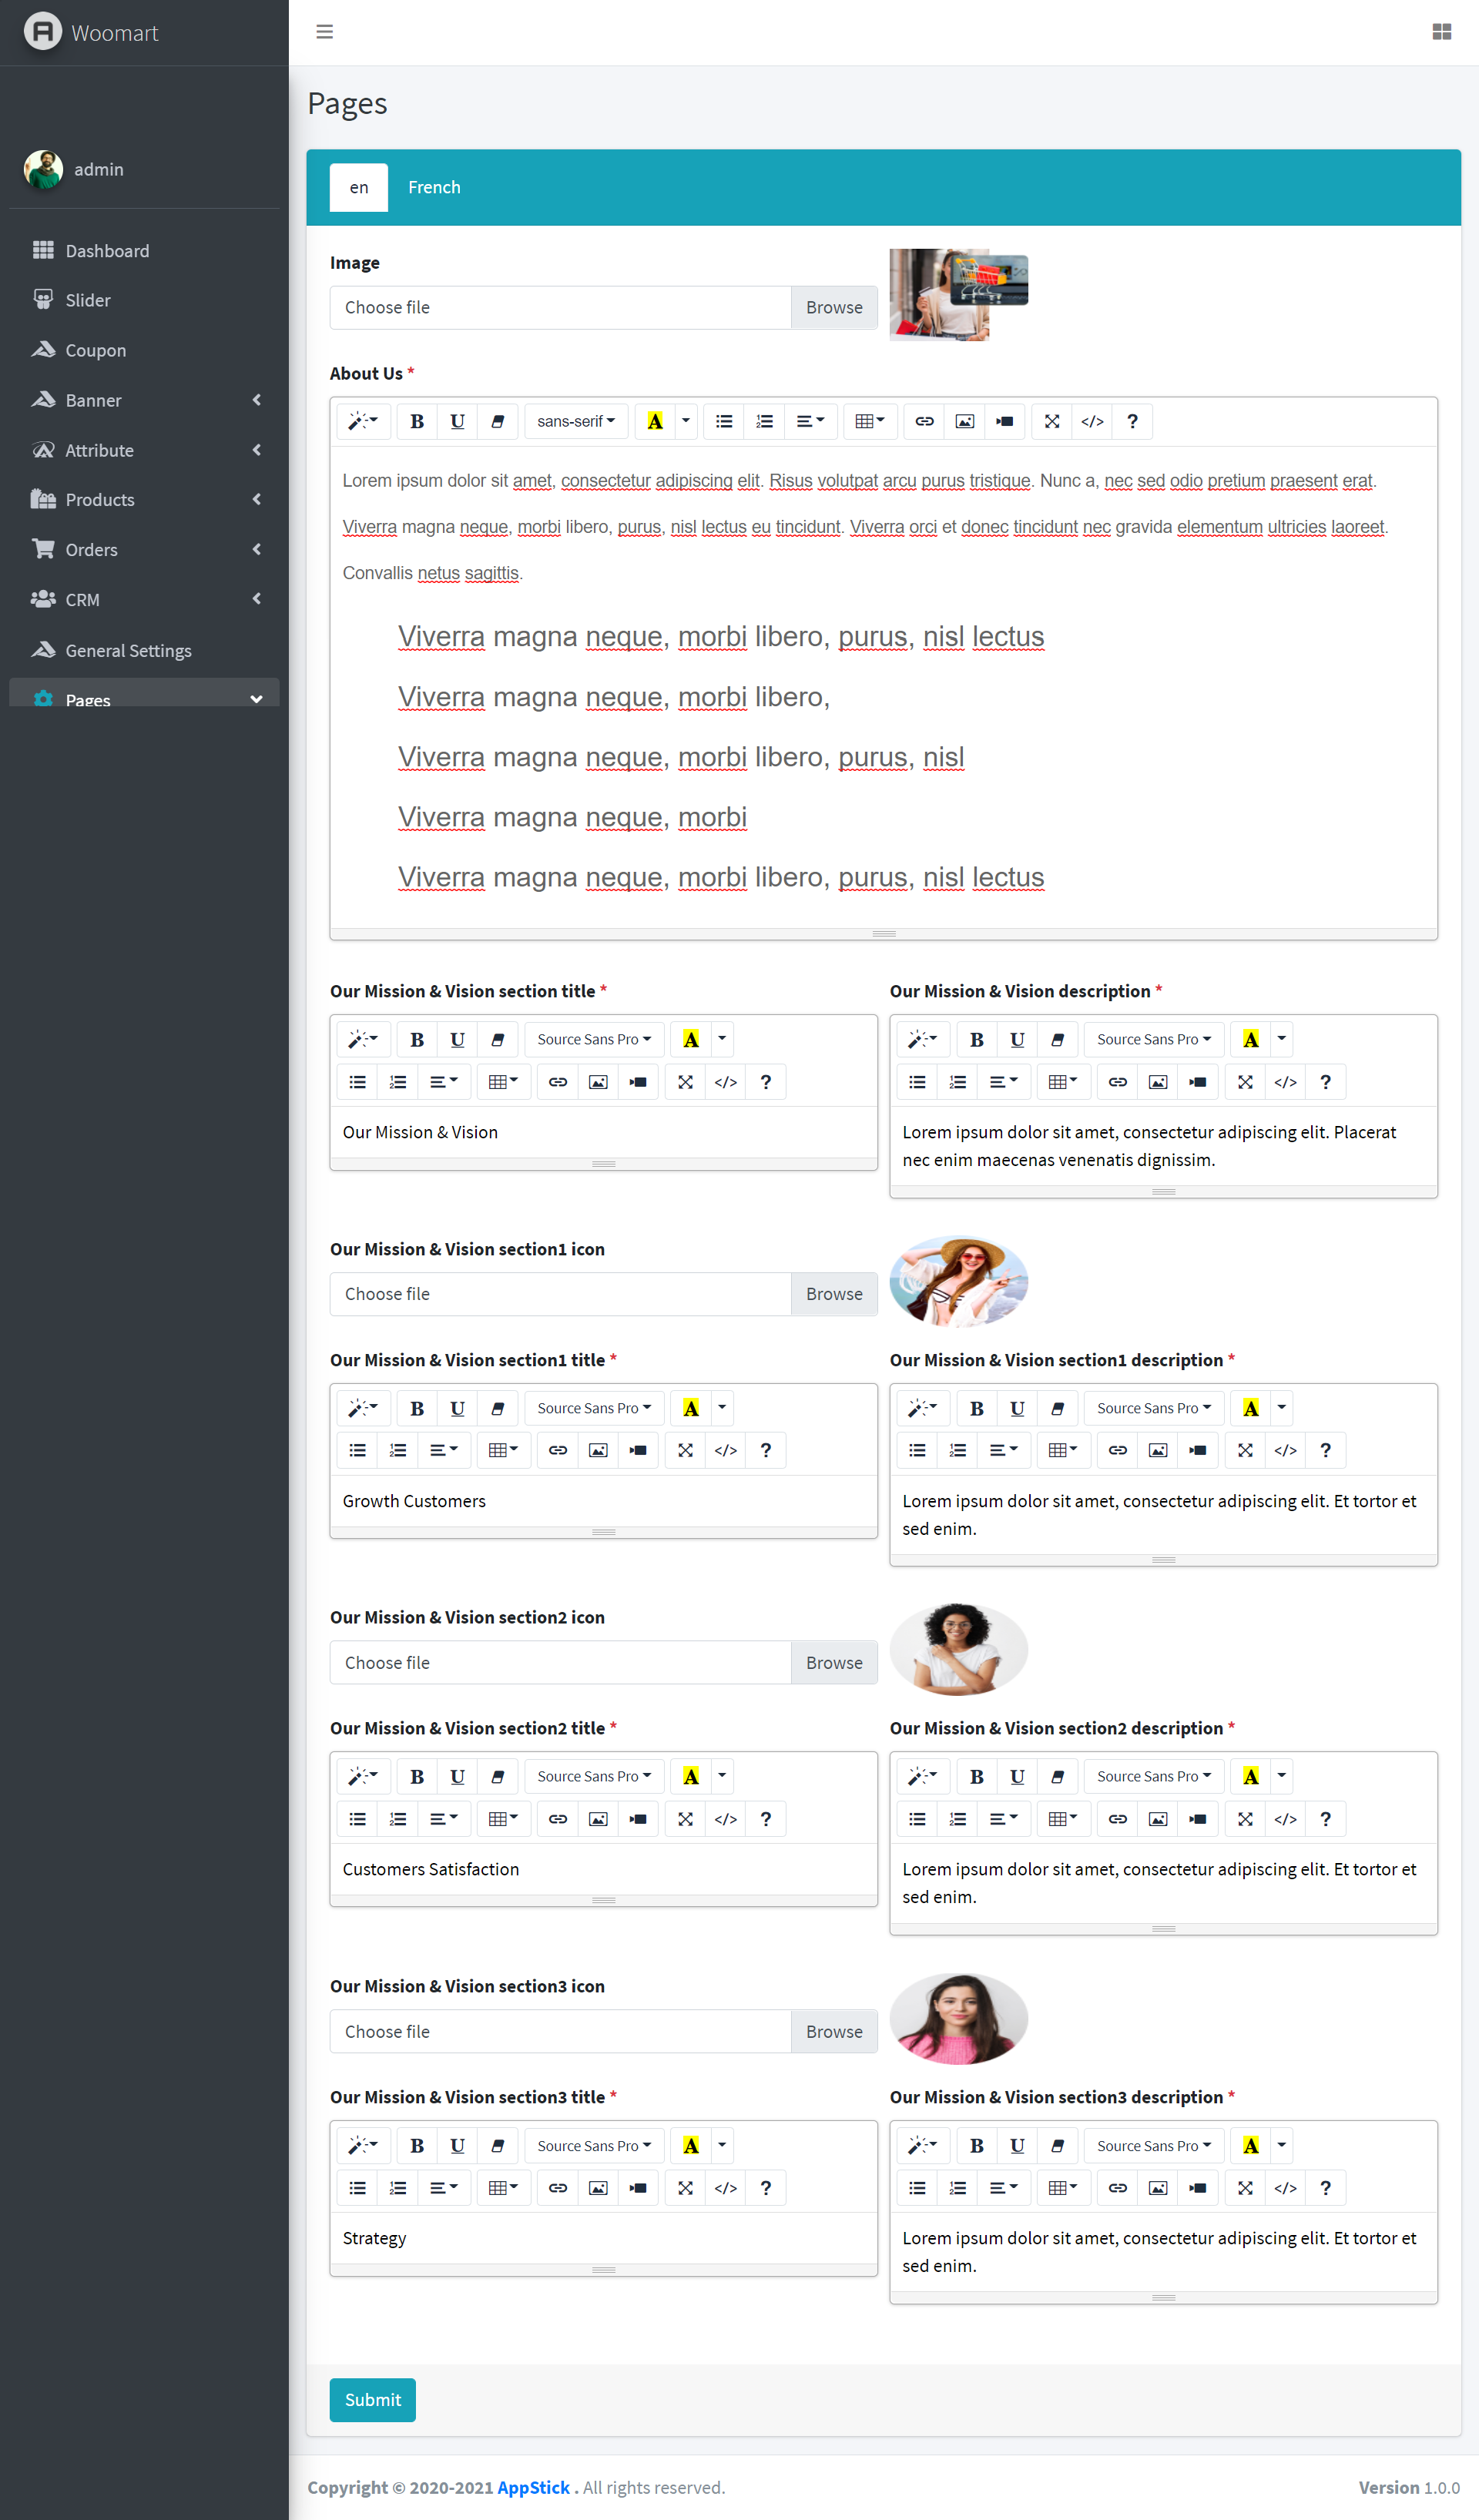 Woomart
admin
Dashboard
Slider
Coupon
Banner
Attribute
Products
Orders
CRM
General Settings
Pages
Pages
en French
Image
Choose file Browse
About Us *
B U sans-serif A </> ?
Lorem ipsum dolor sit amet, consectetur adipiscing elit. Risus volutpat arcu purus tristique. Nunc a, nec sed odio pretium praesent erat.
Viverra magna neque, morbi libero, purus, nisl lectus eu tincidunt. Viverra orci et donec tincidunt nec gravida elementum ultricies laoreet.
Convallis netus sagittis.
Viverra magna neque, morbi libero, purus, nisl lectus
Viverra magna neque, morbi libero,
Viverra magna neque, morbi libero, purus, nisl
Viverra magna neque, morbi
Viverra magna neque, morbi libero, purus, nisl lectus
Our Mission & Vision section title *
B U Source Sans Pro A
</> ?
Our Mission & Vision
Our Mission & Vision description *
B U Source Sans Pro A
</> ?
Lorem ipsum dolor sit amet, consectetur adipiscing elit. Placerat
nec enim maecenas venenatis dignissim.
Our Mission & Vision section1 icon
Choose file Browse
Our Mission & Vision section1 title *
B U Source Sans Pro A
</> ?
Growth Customers
Our Mission & Vision section1 description *
B U Source Sans Pro A
</> ?
Lorem ipsum dolor sit amet, consectetur adipiscing elit. Et tortor et
sed enim.
Our Mission & Vision section2 icon
Choose file Browse
Our Mission & Vision section2 title *
B U Source Sans Pro A
</> ?
Customers Satisfaction
Our Mission & Vision section2 description *
B U Source Sans Pro A
</> ?
Lorem ipsum dolor sit amet, consectetur adipiscing elit. Et tortor et
sed enim.
Our Mission & Vision section3 icon
Choose file Browse
Our Mission & Vision section3 title *
B U Source Sans Pro A
</> ?
Strategy
Our Mission & Vision section3 description *
B U Source Sans Pro A
</> ?
Lorem ipsum dolor sit amet, consectetur adipiscing elit. Et tortor et
sed enim.
Submit
Copyright © 2020-2021 AppStick . All rights reserved.
Version 1.0.0